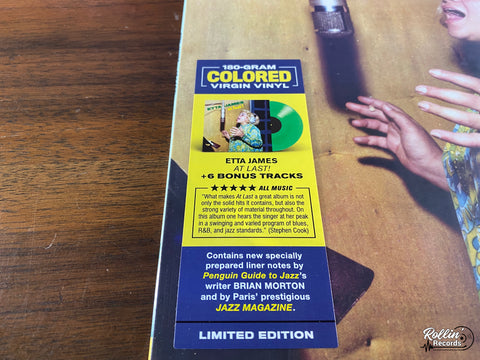 180-GRAM
COLORED
VIRGIN VINYL
ETTA JAMES
ETTA JAMES
AT LAST!
+6 BONUS TRACKS
★★★★★ ALL MUSIC
"What makes At Last a great album is not
only the solid hits it contains, but also the
strong variety of material throughout. On
this album one hears the singer at her peak
in a swinging and varied program of blues,
R&B, and jazz standards." (Stephen Cook)
Contains new specially
prepared liner notes by
Penguin Guide to Jazz's
writer BRIAN MORTON
and by Paris' prestigious
JAZZ MAGAZINE.
LIMITED EDITION
Rollin'
Records